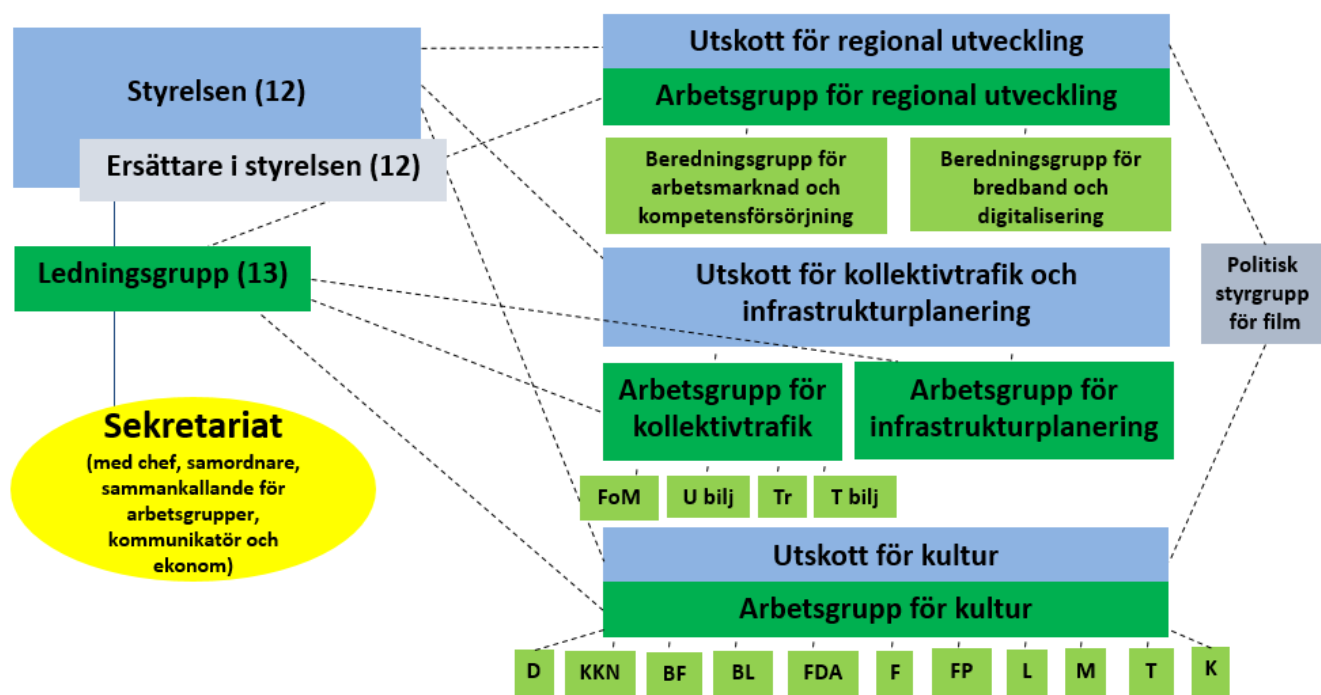 Styrelsen (12)
Ersättare i styrelsen (12)
Ledningsgrupp (13)
Sekretariat
(med chef, samordnare,
sammankallande för
arbetsgrupper,
kommunikatör och
ekonom)
Utskott för regional utveckling
Arbetsgrupp för regional utveckling
Beredningsgrupp för
arbetsmarknad och
kompetensförsörjning
Beredningsgrupp för
bredband och
digitalisering
Utskott för kollektivtrafik och
infrastrukturplanering
Arbetsgrupp för
kollektivtrafik
Arbetsgrupp för
infrastrukturplanering
FoM
U bilj
Tr
T bilj
Utskott för kultur
Arbetsgrupp för kultur
D
KKN
BF
BL
FDA
F
FP
L
M
T
K
Politisk
styrgrupp
för film